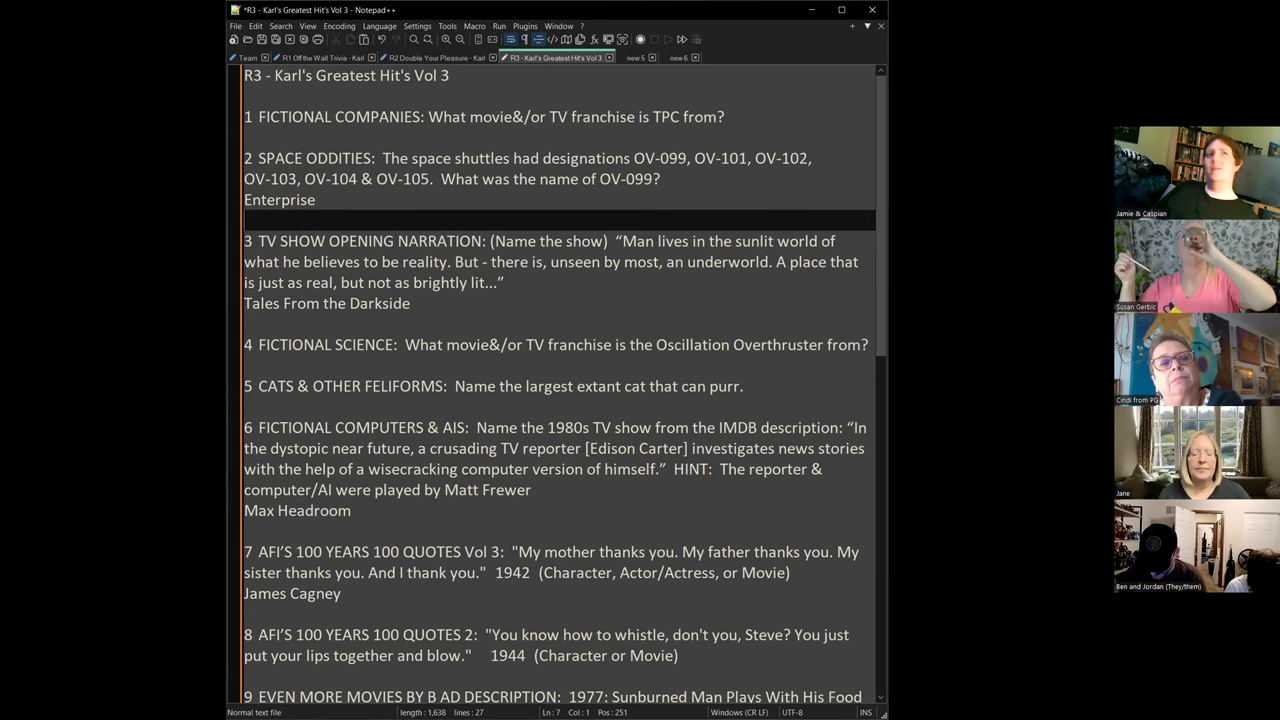 *R3 - Karl's Greatest Hit's Vol 3 - Notepad++
File Edit Search View Encoding Language Settings Tools Macro Run Plugins Window ?
Team R1 Off the Wall Trivia - Karl R2 Double Your Pleasure - Karl R3 - Karl's Greatest Hit's Vol 3 new 5 new 6
R3 - Karl's Greatest Hit's Vol 3
1 FICTIONAL COMPANIES: What movie&/or TV franchise is TPC from?
2 SPACE ODDITIES: The space shuttles had designations OV-099, OV-101, OV-102,
OV-103, OV-104 & OV-105. What was the name of OV-099?
Enterprise
3 TV SHOW OPENING NARRATION: (Name the show) “Man lives in the sunlit world of
what he believes to be reality. But - there is, unseen by most, an underworld. A place that
is just as real, but not as brightly lit...”
Tales From the Darkside
4 FICTIONAL SCIENCE: What movie&/or TV franchise is the Oscillation Overthruster from?
5 CATS & OTHER FELIFORMS: Name the largest extant cat that can purr.
6 FICTIONAL COMPUTERS & AIS: Name the 1980s TV show from the IMDB description: “In
the dystopic near future, a crusading TV reporter [Edison Carter] investigates news stories
with the help of a wisecracking computer version of himself.” HINT: The reporter &
computer/AI were played by Matt Frewer
Max Headroom
7 AFI’S 100 YEARS 100 QUOTES Vol 3: "My mother thanks you. My father thanks you. My
sister thanks you. And I thank you." 1942 (Character, Actor/Actress, or Movie)
James Cagney
8 AFI’S 100 YEARS 100 QUOTES 2: "You know how to whistle, don't you, Steve? You just
put your lips together and blow." 1944 (Character or Movie)
9 EVEN MORE MOVIES BY B AD DESCRIPTION: 1977: Sunburned Man Plays With His Food
Normal text file length : 1,638 lines : 27 Ln : 7 Col : 1 Pos : 251 Windows (CR LF) UTF-8 INS
Jamie & Caspian
Susan Gerbic
Cindi from PG
Jane
Ben and Jordan (They/them)